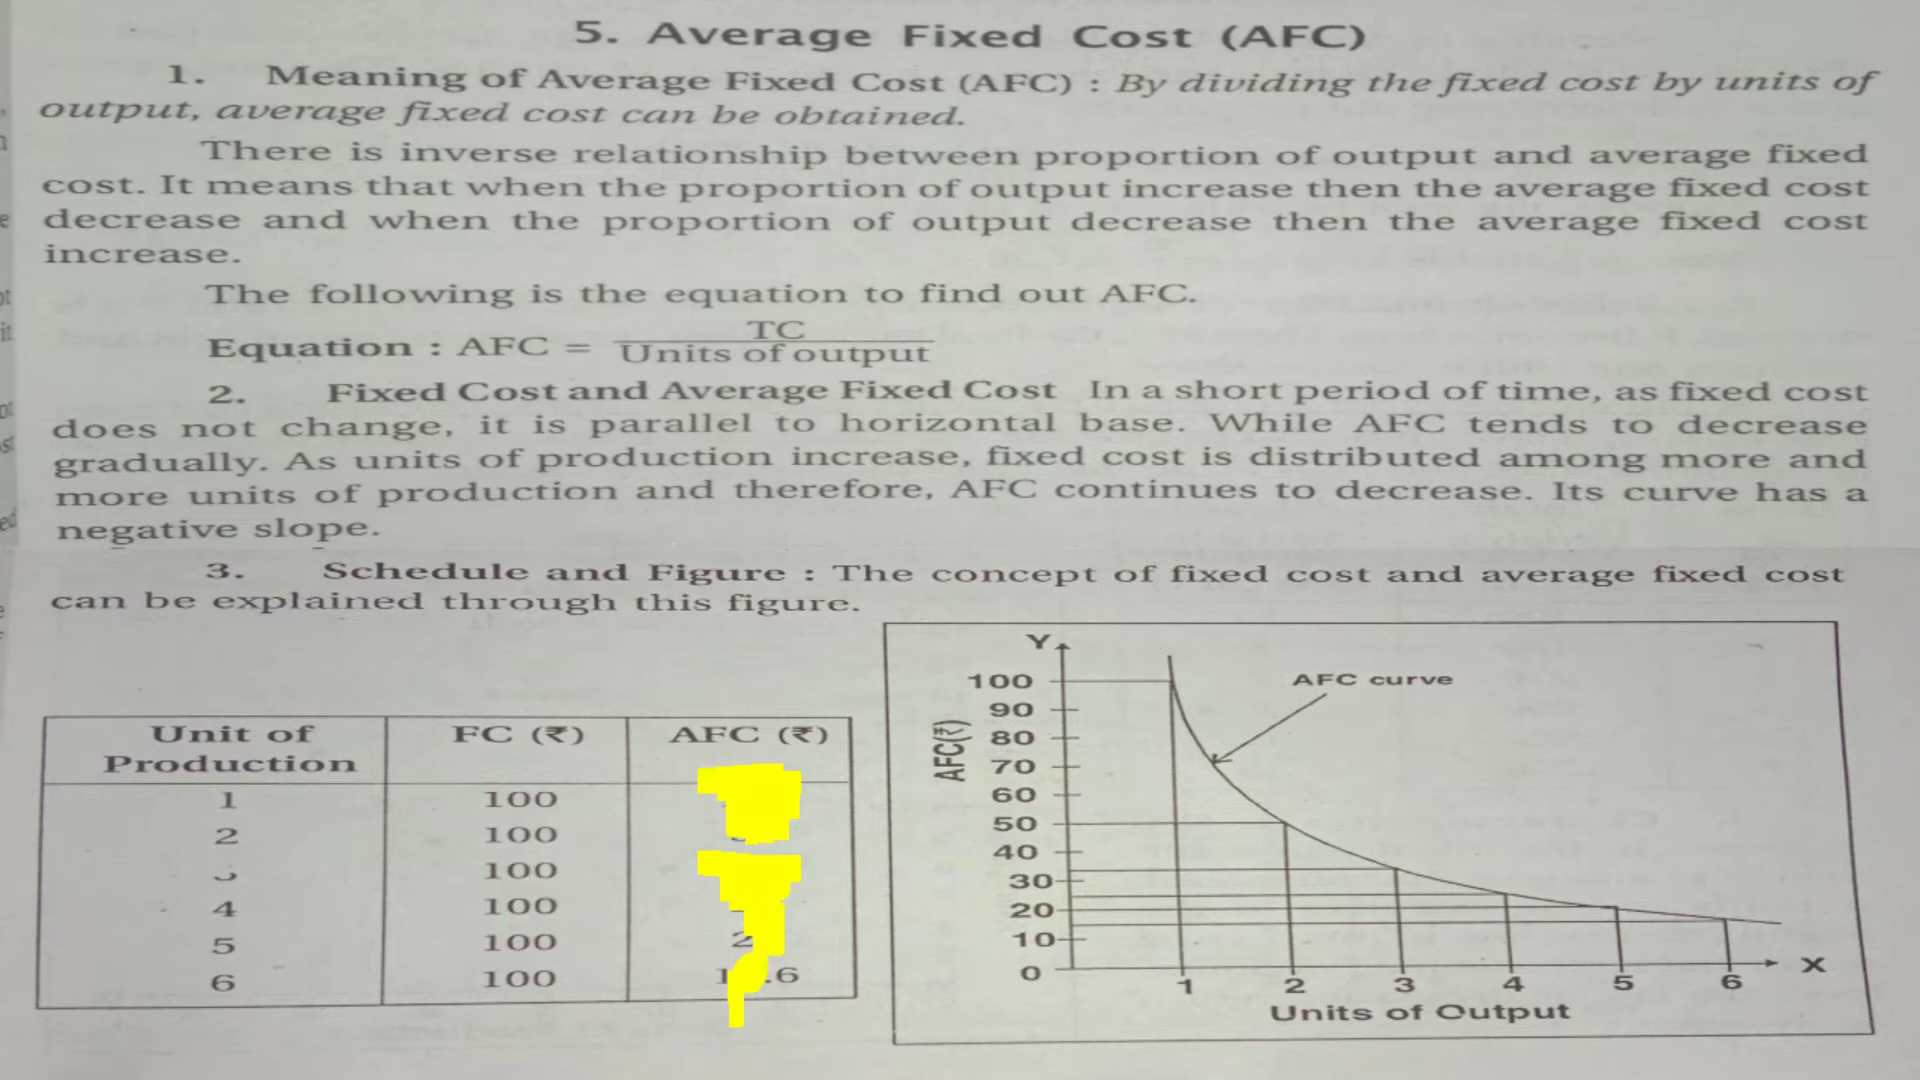 5. Average Fixed Cost (AFC)
1. Meaning of Average Fixed Cost (AFC) : By dividing the fixed cost by units of
output, average fixed cost can be obtained.
There is inverse relationship between proportion of output and average fixed
cost. It means that when the proportion of output increase then the average fixed cost
decrease and when the proportion of output decrease then the average fixed cost
increase.
The following is the equation to find out AFC.
Equation : AFC = TC
Units of output
2. Fixed Cost and Average Fixed Cost In a short period of time, as fixed cost
does not change, it is parallel to horizontal base. While AFC tends to decrease
gradually. As units of production increase, fixed cost is distributed among more and
more units of production and therefore, AFC continues to decrease. Its curve has a
negative slope.
3. Schedule and Figure : The concept of fixed cost and average fixed cost
can be explained through this figure.
Unit of Production FC (₹) AFC (₹)
1 100
2 100
100
4 100
5 100
6 100
Y
AFC curve
AFC(₹)
100
90
80
70
60
50
40
30
20
10
0
1 2 3 4 5 6 X
Units of Output